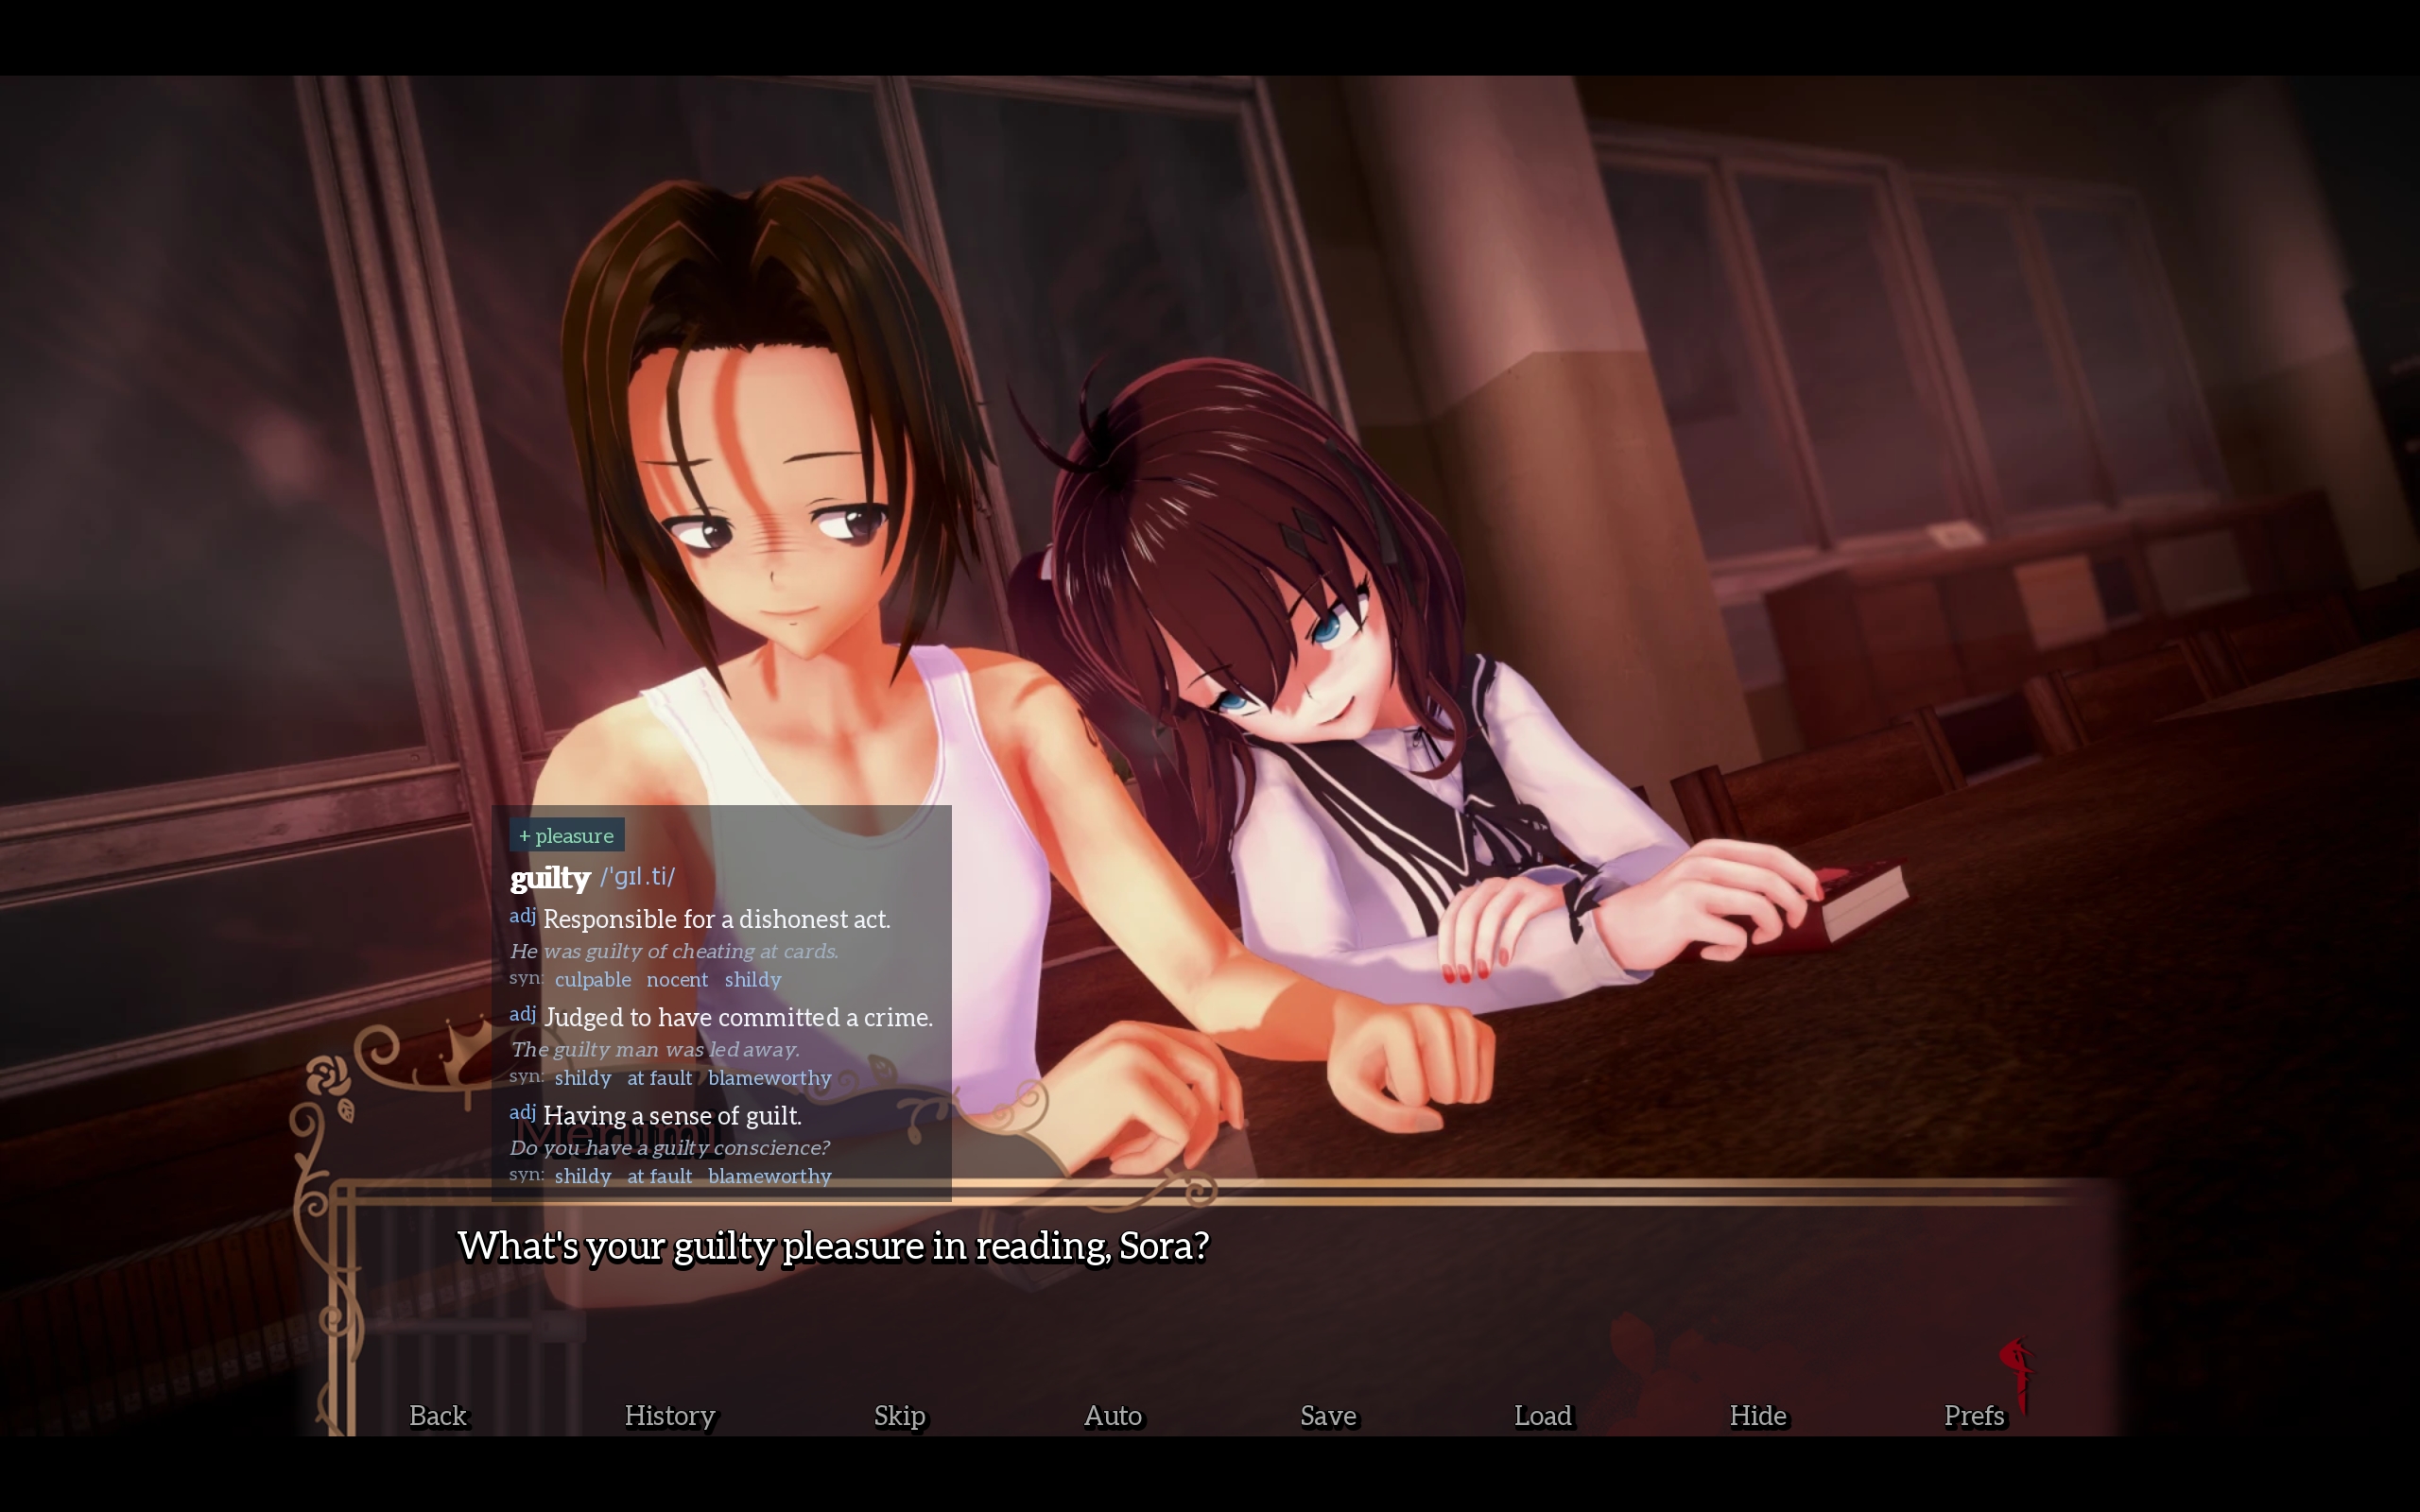 + pleasure
guilty /ˈɡɪl.ti/
adj Responsible for a dishonest act.
He was guilty of cheating at cards.
syn: culpable nocent shildy
adj Judged to have committed a crime.
The guilty man was led away.
syn: shildy at fault blameworthy
adj Having a sense of guilt.
Do you have a guilty conscience?
syn: shildy at fault blameworthy
What's your guilty pleasure in reading, Sora?
Back History Skip Auto Save Load Hide Prefs